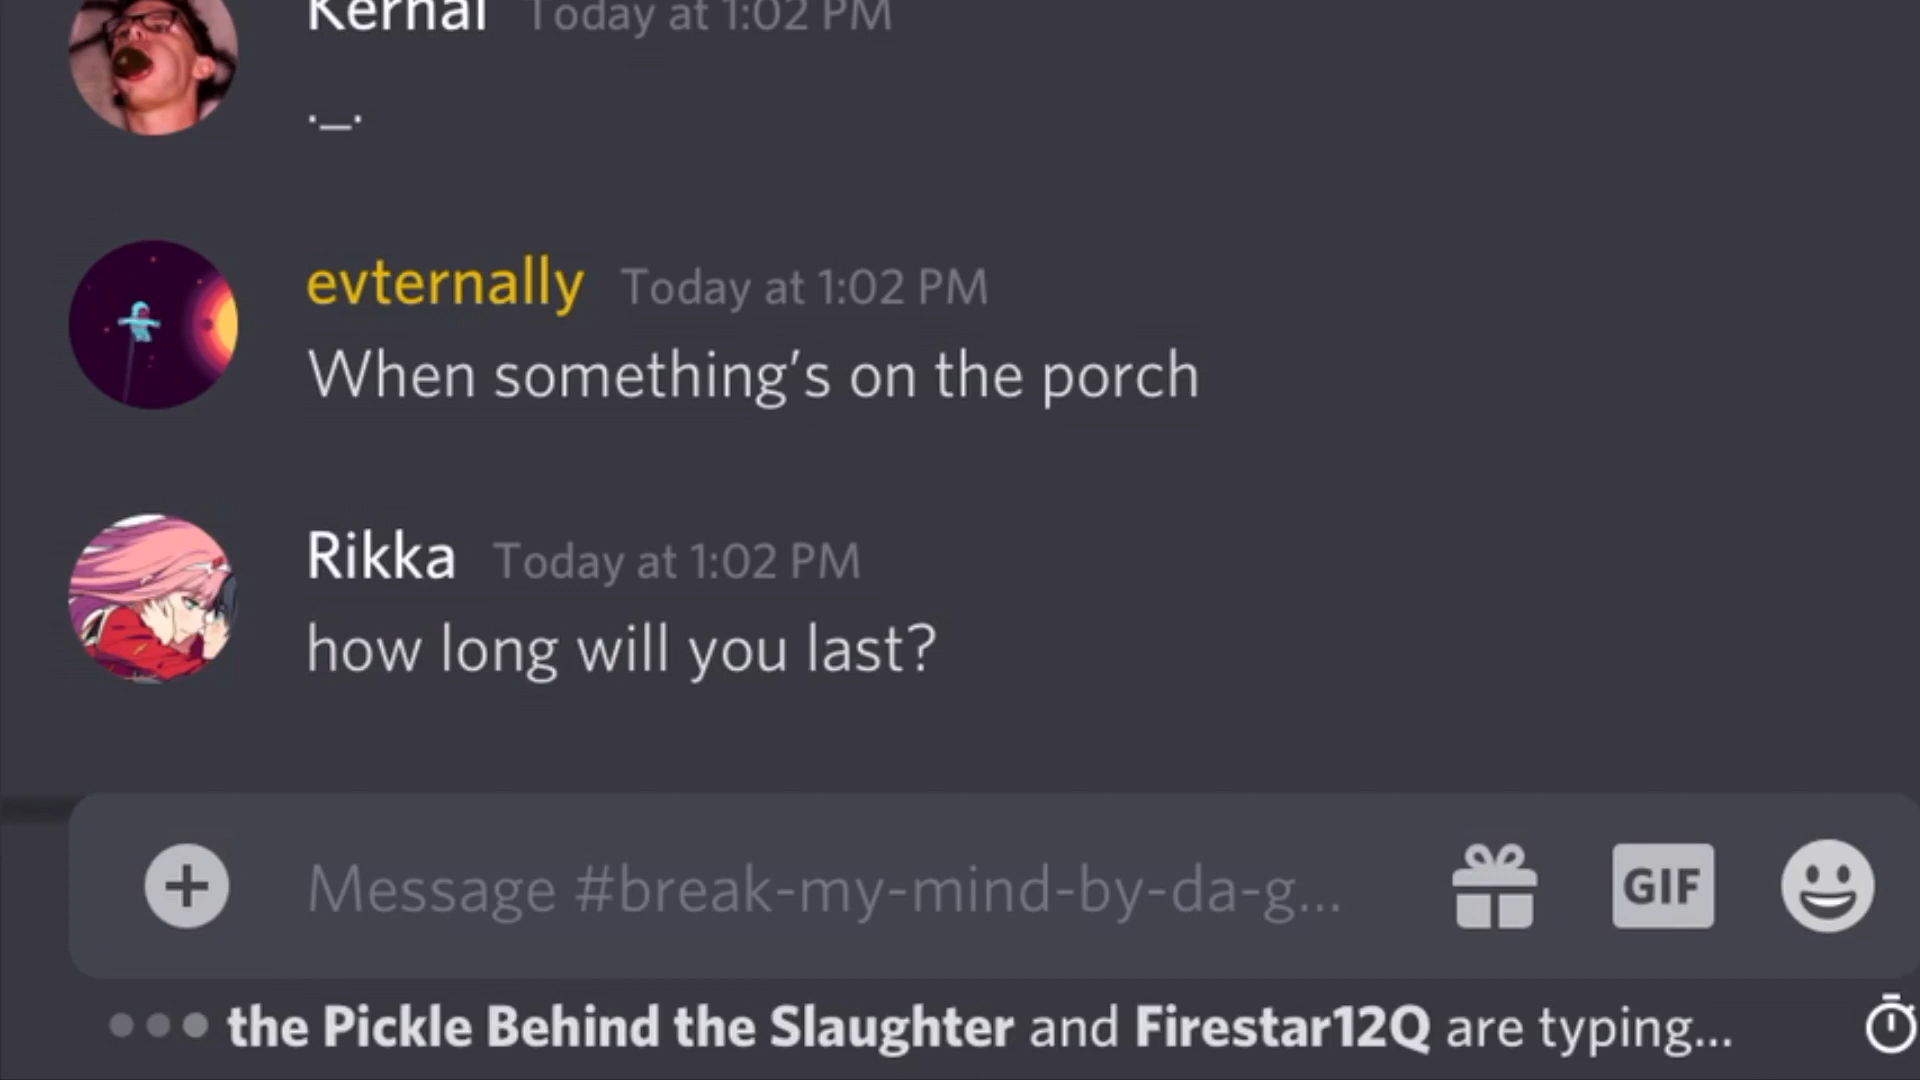 Kernal Today at 1:02 PM
._.
evternally Today at 1:02 PM
When something’s on the porch
Rikka Today at 1:02 PM
how long will you last?
Message #break-my-mind-by-da-g...
GIF
the Pickle Behind the Slaughter and Firestar12Q are typing...